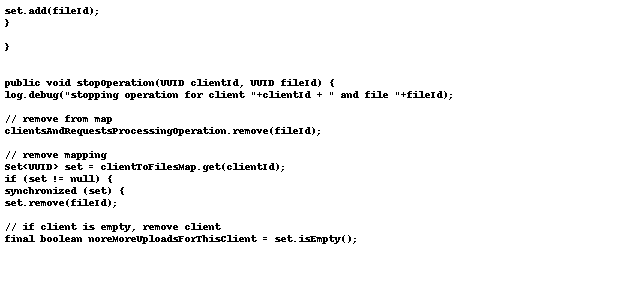 set.add(fileId);
}
}
public void stopOperation(UUID clientId, UUID fileId) {
log.debug("stopping operation for client "+clientId + " and file "+fileId);
// remove from map
clientsAndRequestsProcessingOperation.remove(fileId);
// remove mapping
Set<UUID> set = clientToFilesMap.get(clientId);
if (set != null) {
synchronized (set) {
set.remove(fileId);
// if client is empty, remove client
final boolean noreMoreUploadsForThisClient = set.isEmpty();